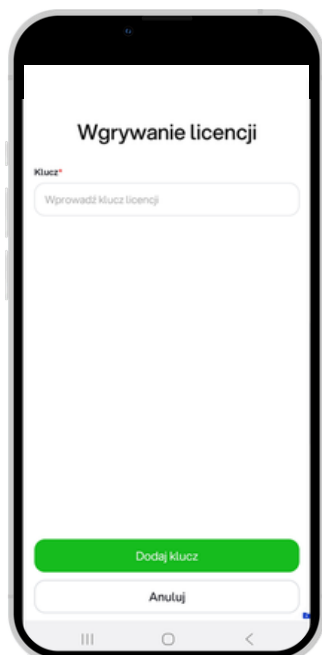 Wgrywanie licencji
Klucz*
Wprowadź klucz licencji
Dodaj klucz
Anuluj